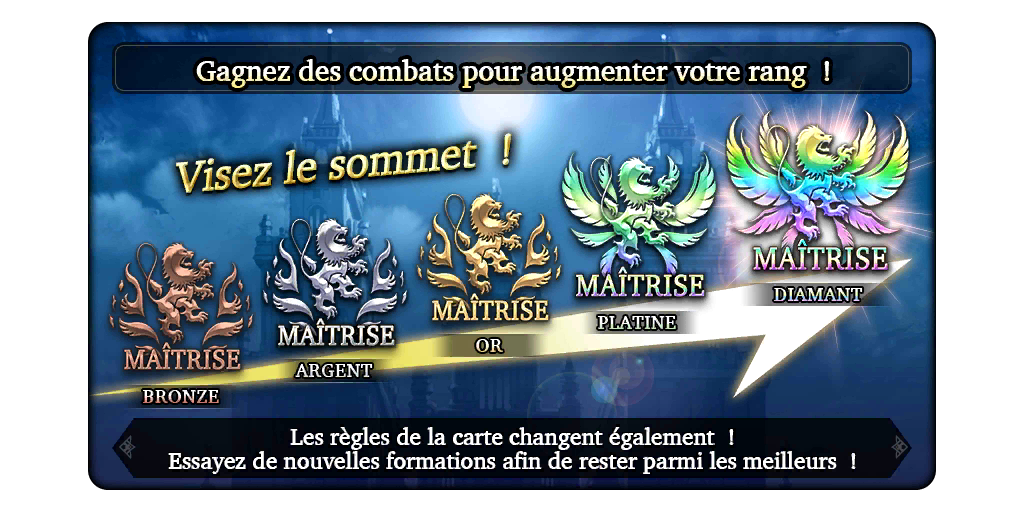 Gagnez des combats pour augmenter votre rang !
Visez le sommet !
MAÎTRISE
BRONZE
MAÎTRISE
ARGENT
MAÎTRISE
OR
MAÎTRISE
PLATINE
MAÎTRISE
DIAMANT
Les règles de la carte changent également !
Essayez de nouvelles formations afin de rester parmi les meilleurs !